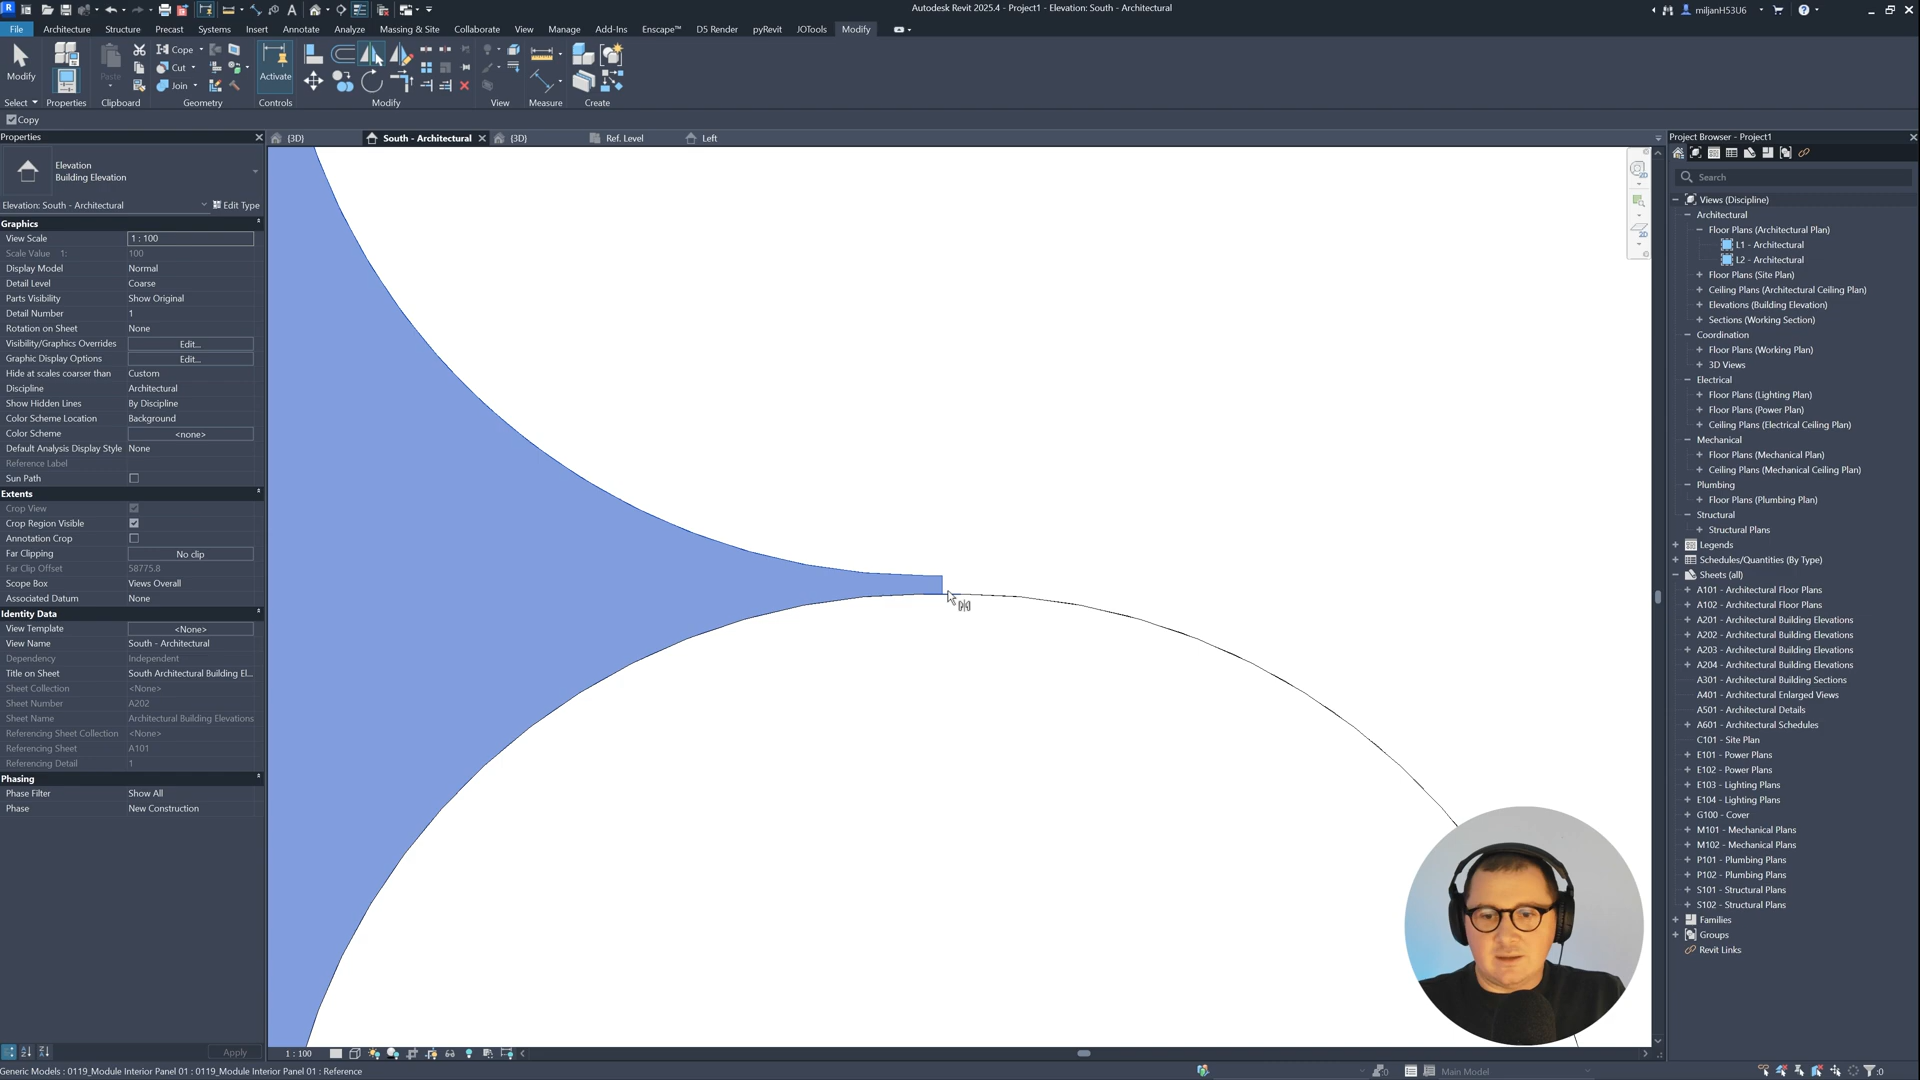 Autodesk Revit 2025.4 - Project1 - Elevation: South - Architectural
miljanH53U6
File
Architecture
Structure
Precast
Systems
Insert
Annotate
Analyze
Massing & Site
Collaborate
View
Manage
Add-Ins
Enscape™
D5 Render
pyRevit
JOTools
Modify
Modify
Paste
Cope
Cut
Join
Activate
Select
Properties
Clipboard
Geometry
Controls
Modify
View
Measure
Create
Copy
Properties
(3D)
South - Architectural
(3D)
Ref. Level
Left
Elevation
Building Elevation
Elevation: South - Architectural
Edit Type
Graphics
View Scale 1 : 100
Scale Value 1: 100
Display Model Normal
Detail Level Coarse
Parts Visibility Show Original
Detail Number 1
Rotation on Sheet None
Visibility/Graphics Overrides Edit...
Graphic Display Options Edit...
Hide at scales coarser than Custom
Discipline Architectural
Show Hidden Lines By Discipline
Color Scheme Location Background
Color Scheme <none>
Default Analysis Display Style None
Reference Label
Sun Path
Extents
Crop View
Crop Region Visible
Annotation Crop
Far Clipping No clip
Far Clip Offset 58775.8
Scope Box Views Overall
Associated Datum None
Identity Data
View Template <None>
View Name South - Architectural
Dependency Independent
Title on Sheet South Architectural Building El...
Sheet Collection <None>
Sheet Number A202
Sheet Name Architectural Building Elevations
Referencing Sheet Collection <None>
Referencing Sheet A101
Referencing Detail 1
Phasing
Phase Filter Show All
Phase New Construction
Apply
1 : 100
Generic Models : 0119_Module Interior Panel 01 : 0119_Module Interior Panel 01 : Reference
:0
Main Model
:0
Project Browser - Project1
Search
Views (Discipline)
Architectural
Floor Plans (Architectural Plan)
L1 - Architectural
L2 - Architectural
Floor Plans (Site Plan)
Ceiling Plans (Architectural Ceiling Plan)
Elevations (Building Elevation)
Sections (Working Section)
Coordination
Floor Plans (Working Plan)
3D Views
Electrical
Floor Plans (Lighting Plan)
Floor Plans (Power Plan)
Ceiling Plans (Electrical Ceiling Plan)
Mechanical
Floor Plans (Mechanical Plan)
Ceiling Plans (Mechanical Ceiling Plan)
Plumbing
Floor Plans (Plumbing Plan)
Structural
Structural Plans
Legends
Schedules/Quantities (By Type)
Sheets (all)
A101 - Architectural Floor Plans
A102 - Architectural Floor Plans
A201 - Architectural Building Elevations
A202 - Architectural Building Elevations
A203 - Architectural Building Elevations
A204 - Architectural Building Elevations
A301 - Architectural Building Sections
A401 - Architectural Enlarged Views
A501 - Architectural Details
A601 - Architectural Schedules
C101 - Site Plan
E101 - Power Plans
E102 - Power Plans
E103 - Lighting Plans
E104 - Lighting Plans
G100 - Cover
M101 - Mechanical Plans
M102 - Mechanical Plans
P101 - Plumbing Plans
P102 - Plumbing Plans
S101 - Structural Plans
S102 - Structural Plans
Families
Groups
Revit Links